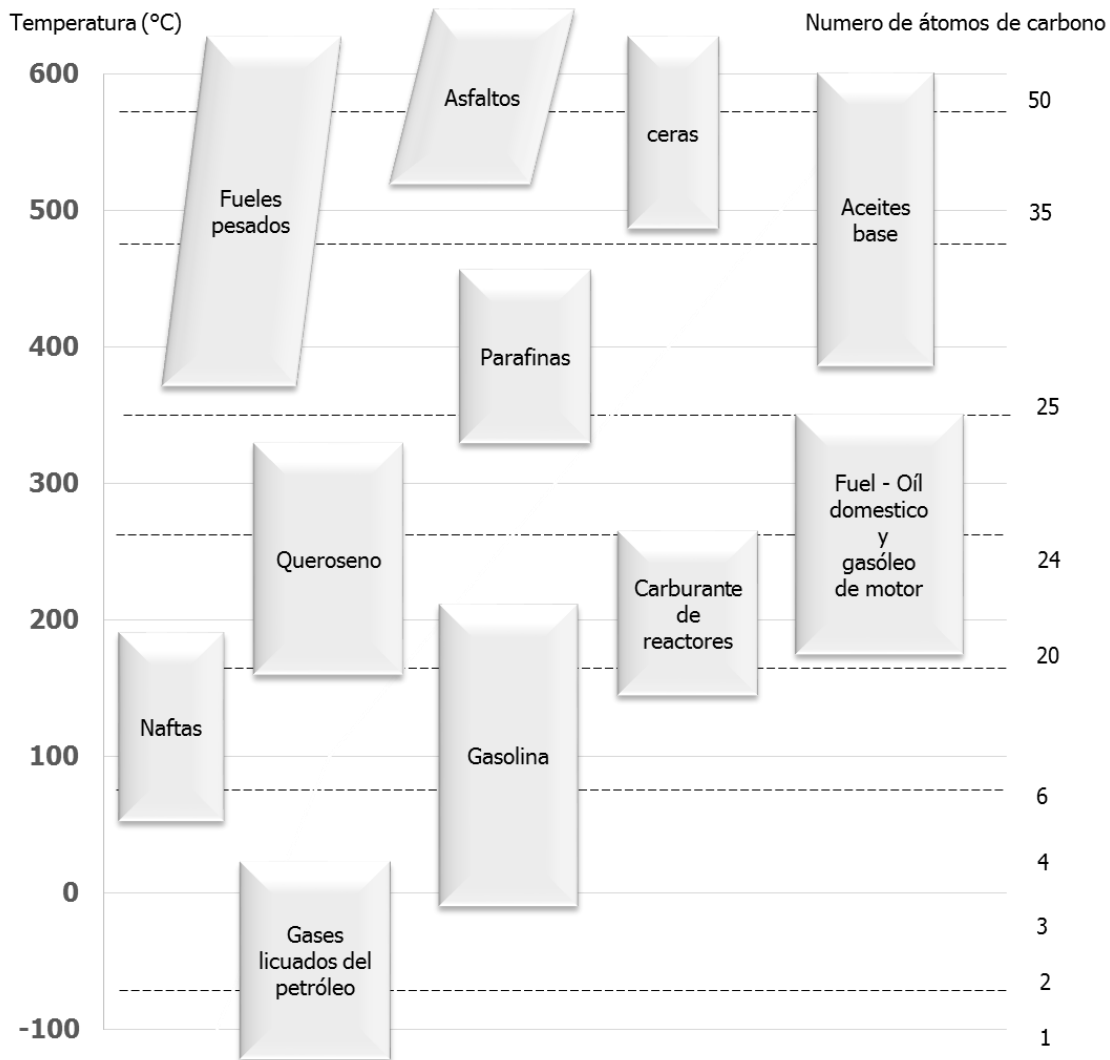 Temperatura (°C)
Numero de átomos de carbono
600
Asfaltos
50
ceras
Fueles
pesados
500
35
Aceites
base
400
Parafinas
25
300
Fuel - Oíl
domestico
y
gasóleo
de motor
Queroseno
24
Carburante
de
reactores
200
20
Naftas
100
Gasolina
6
4
0
3
Gases
licuados del
petróleo
2
-100
1